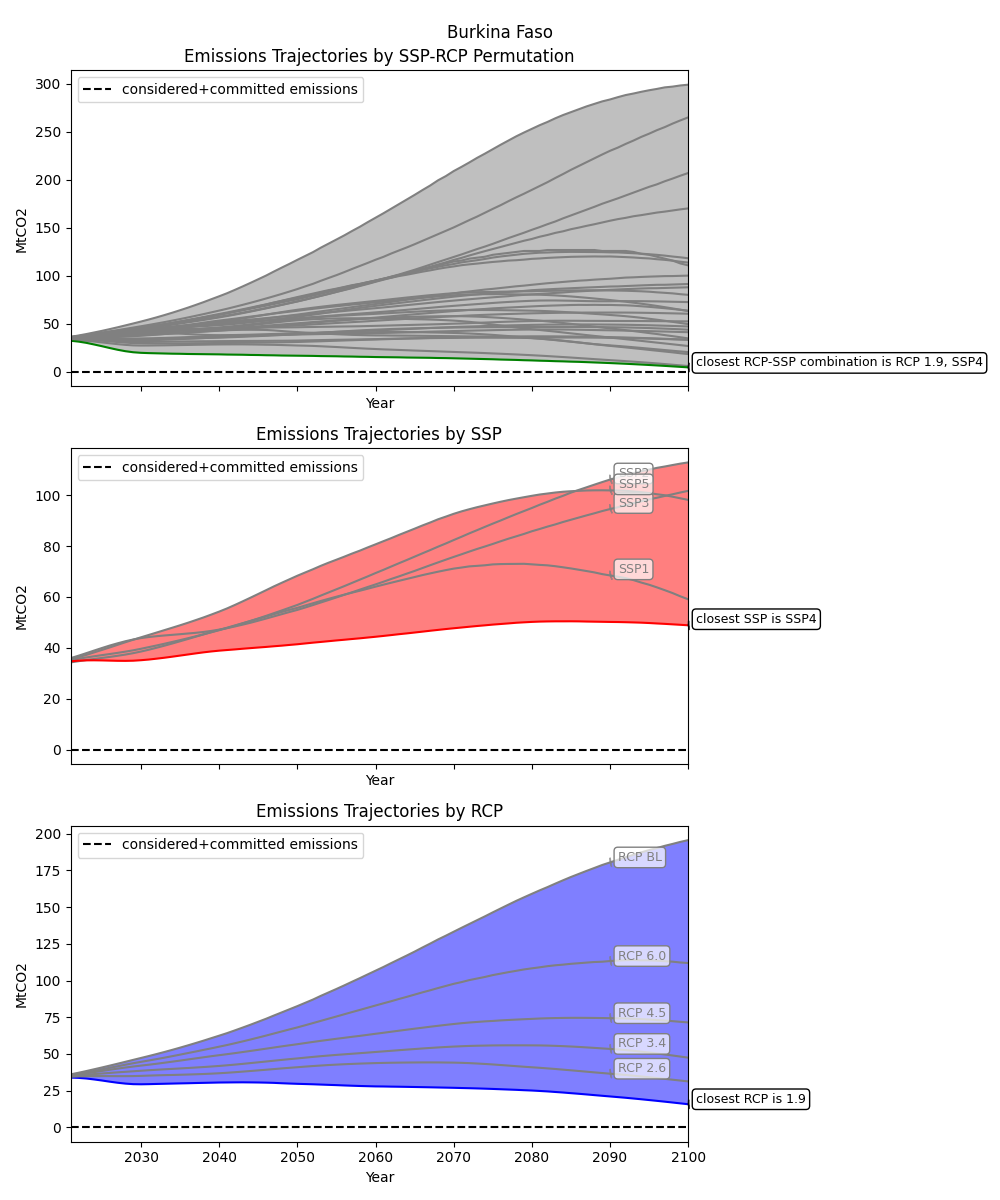 Burkina Faso
Emissions Trajectories by SSP-RCP Permutation
considered+committed emissions
300
250
200
150
100
50
0
MtCO2
closest RCP-SSP combination is RCP 1.9, SSP4
Year
Emissions Trajectories by SSP
considered+committed emissions
SSP2
SSP5
SSP3
SSP1
100
80
60
40
20
0
MtCO2
closest SSP is SSP4
Year
Emissions Trajectories by RCP
considered+committed emissions
RCP BL
RCP 6.0
RCP 4.5
RCP 3.4
RCP 2.6
200
175
150
125
100
75
50
25
0
MtCO2
closest RCP is 1.9
2030 2040 2050 2060 2070 2080 2090 2100
Year